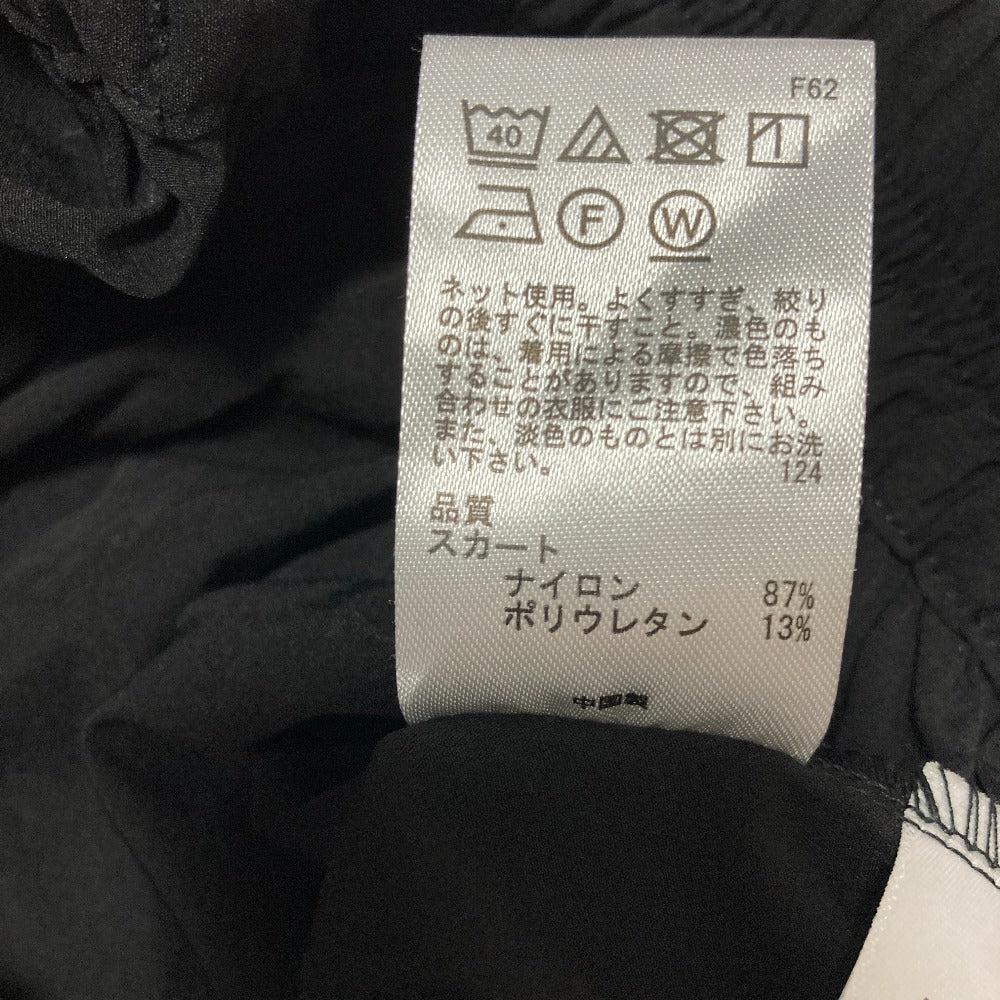 F62
40
F W
ネット使用。よくすすぎ、絞り
の後すぐに干すこと。濃色のも
のは、着用による摩擦で色落ち
することがありますので、組み
合わせの衣服にご注意下さい。
また、淡色のものとは別にお洗
い下さい。
124
品質
スカート
ナイロン 87%
ポリウレタン 13%
中国製